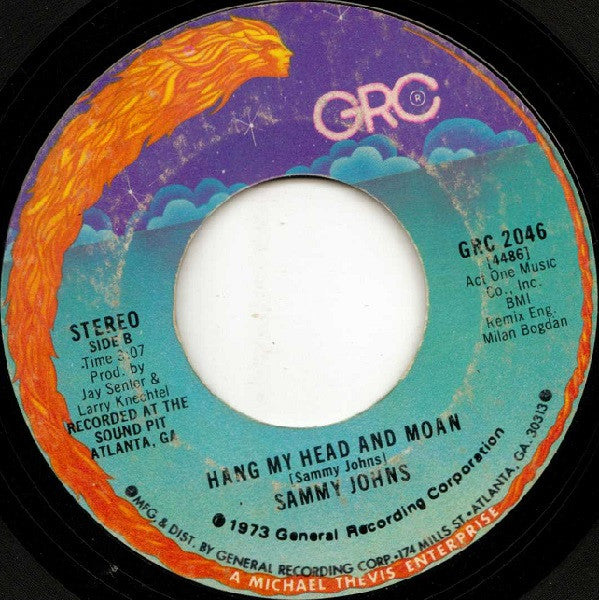 GRC®
GRC 2046
[4486]
Act One Music
Co., Inc.
BMI
Remix Eng.
Milan Bogdan
STEREO
SIDE B
Time 3:07
Prod. by
Jay Senter &
Larry Knechtel
RECORDED AT THE
SOUND PIT
ATLANTA, GA
HANG MY HEAD AND MOAN
[Sammy Johns]
SAMMY JOHNS
℗ 1973 General Recording Corporation
MFG. & DIST. BY GENERAL RECORDING CORP • 174 MILLS ST • ATLANTA, GA. 30313
A MICHAEL THEVIS ENTERPRISE